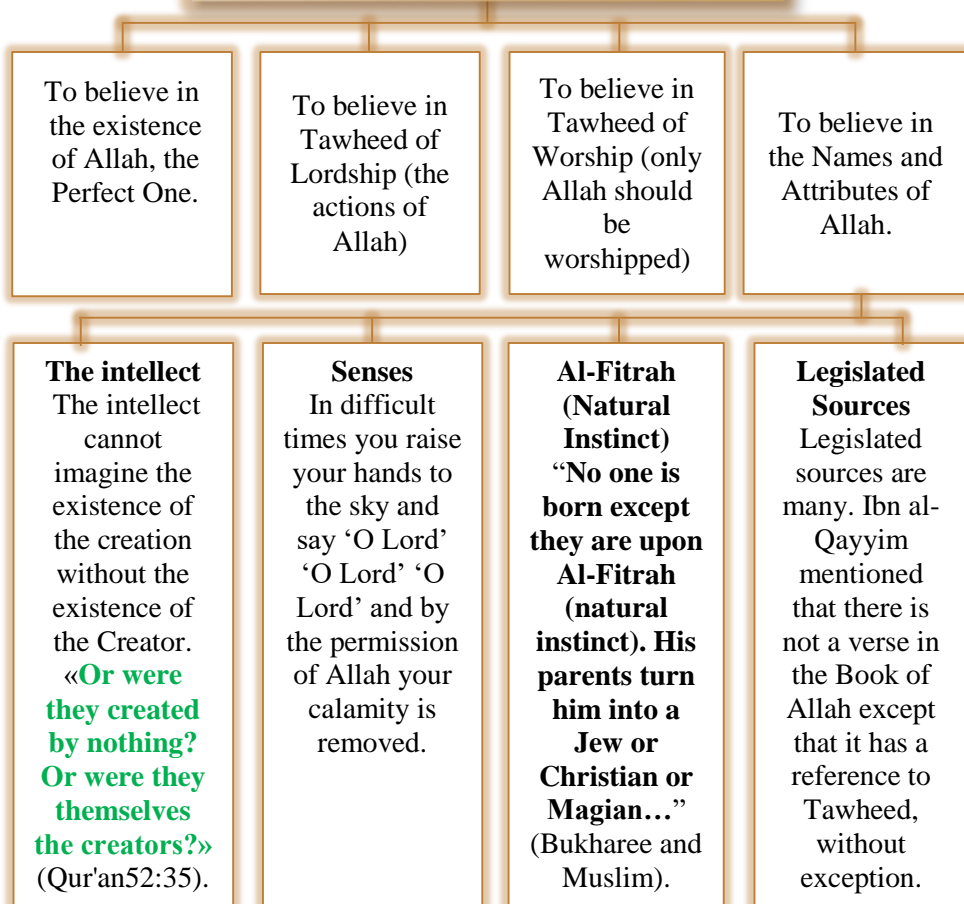 To believe in
the existence
of Allah, the
Perfect One.
To believe in
Tawheed of
Lordship (the
actions of
Allah)
To believe in
Tawheed of
Worship (only
Allah should
be
worshipped)
To believe in
the Names and
Attributes of
Allah.
The intellect
The intellect
cannot
imagine the
existence of
the creation
without the
existence of
the Creator.
«Or were
they created
by nothing?
Or were they
themselves
the creators?»
(Qur'an52:35).
Senses
In difficult
times you raise
your hands to
the sky and
say ‘O Lord’
‘O Lord’ ‘O
Lord’ and by
the permission
of Allah your
calamity is
removed.
Al-Fitrah
(Natural
Instinct)
“No one is
born except
they are upon
Al-Fitrah
(natural
instinct). His
parents turn
him into a
Jew or
Christian or
Magian…”
(Bukharee and
Muslim).
Legislated
Sources
Legislated
sources are
many. Ibn al-
Qayyim
mentioned
that there is
not a verse in
the Book of
Allah except
that it has a
reference to
Tawheed,
without
exception.